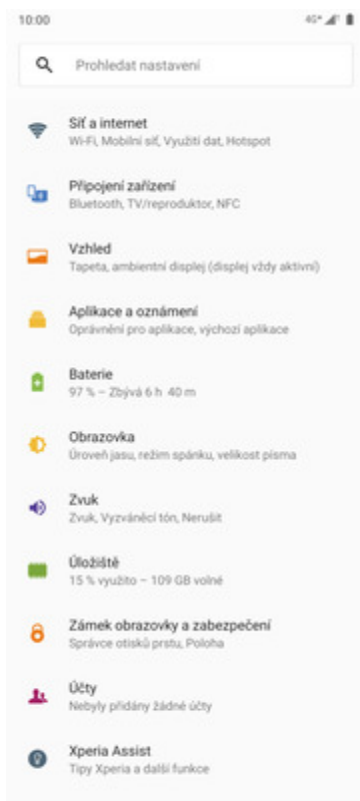 10:00
4G+
Prohledat nastavení
Síť a internet
Wi-Fi, Mobilní síť, Využití dat, Hotspot
Připojení zařízení
Bluetooth, TV/reproduktor, NFC
Vzhled
Tapeta, ambientní displej (displej vždy aktivní)
Aplikace a oznámení
Oprávnění pro aplikace, výchozí aplikace
Baterie
97 % – Zbývá 6 h 40 m
Obrazovka
Úroveň jasu, režim spánku, velikost písma
Zvuk
Zvuk, Vyzváněcí tón, Nerušit
Úložiště
15 % využito – 109 GB volné
Zámek obrazovky a zabezpečení
Správce otisků prstu, Poloha
Účty
Nebyly přidány žádné účty
Xperia Assist
Tipy Xperia a další funkce